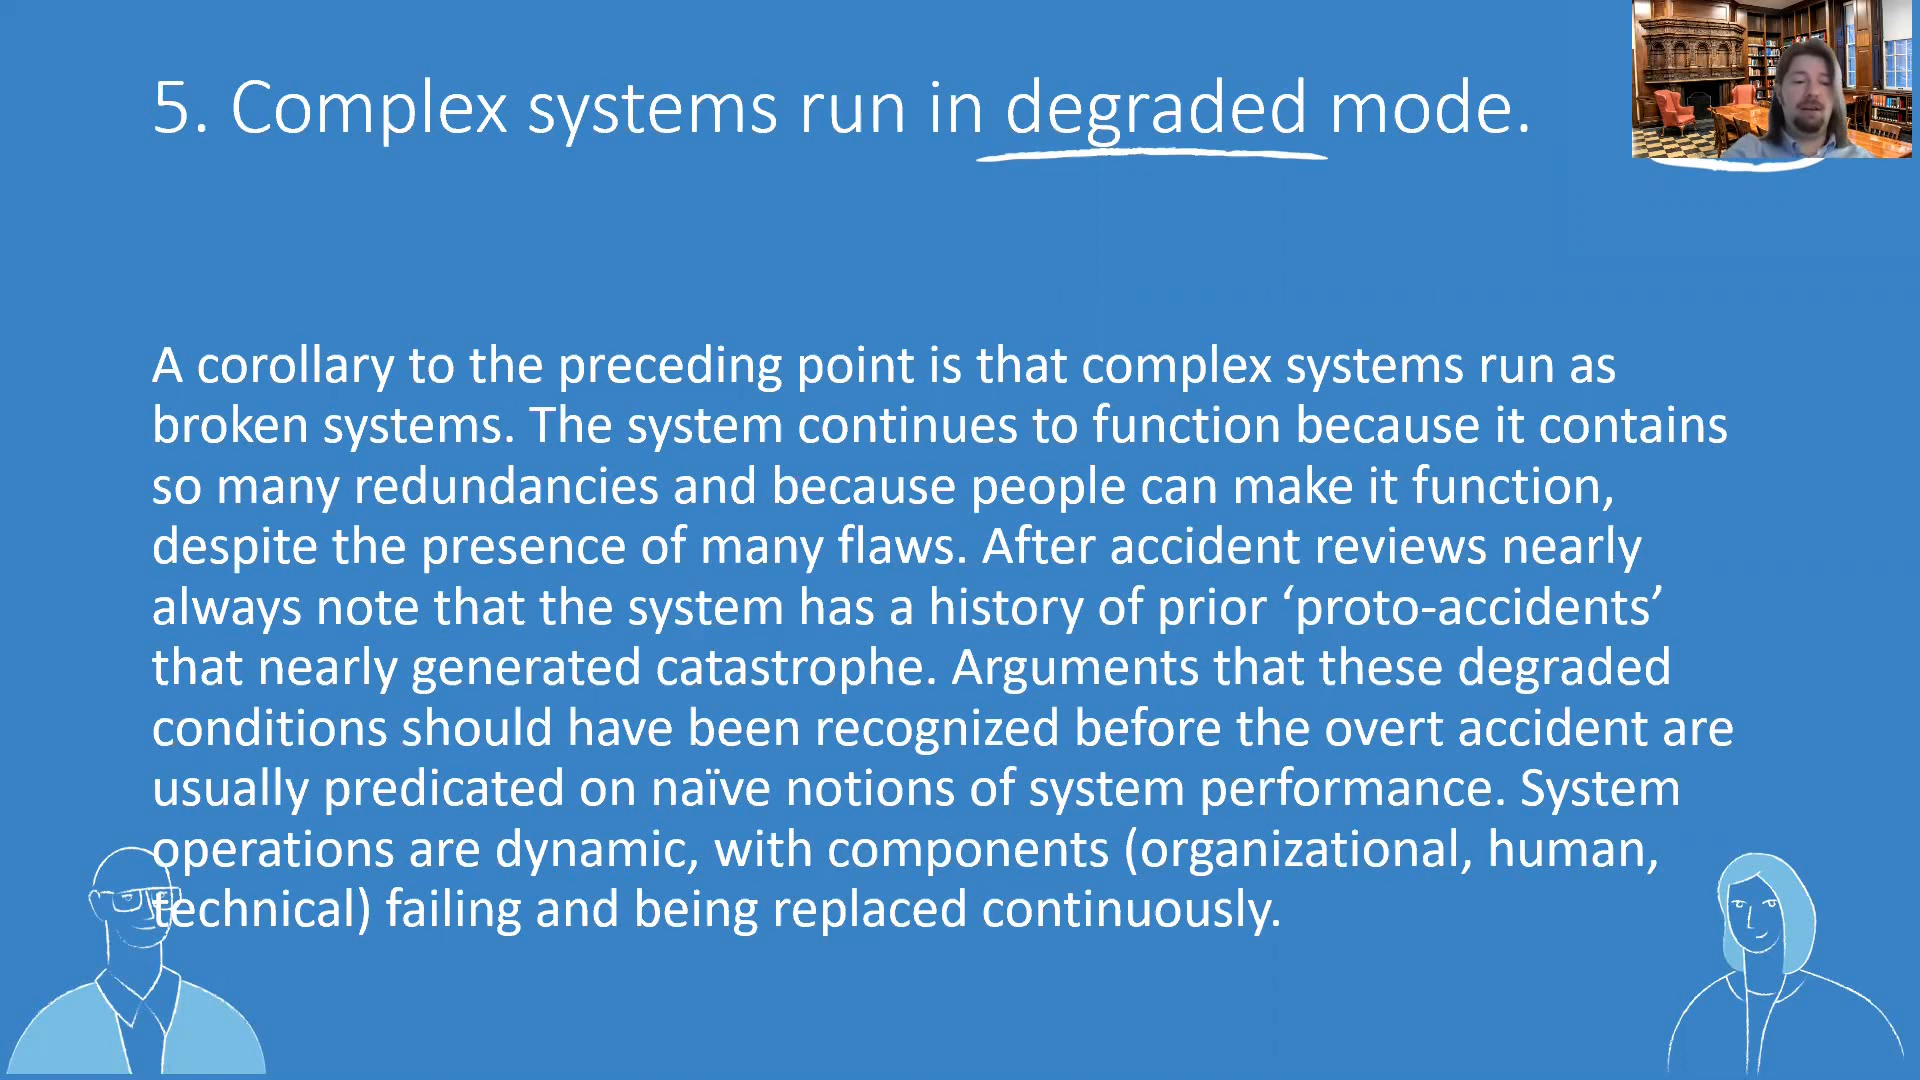 5. Complex systems run in degraded mode.
A corollary to the preceding point is that complex systems run as
broken systems. The system continues to function because it contains
so many redundancies and because people can make it function,
despite the presence of many flaws. After accident reviews nearly
always note that the system has a history of prior ‘proto-accidents’
that nearly generated catastrophe. Arguments that these degraded
conditions should have been recognized before the overt accident are
usually predicated on naïve notions of system performance. System
operations are dynamic, with components (organizational, human,
technical) failing and being replaced continuously.